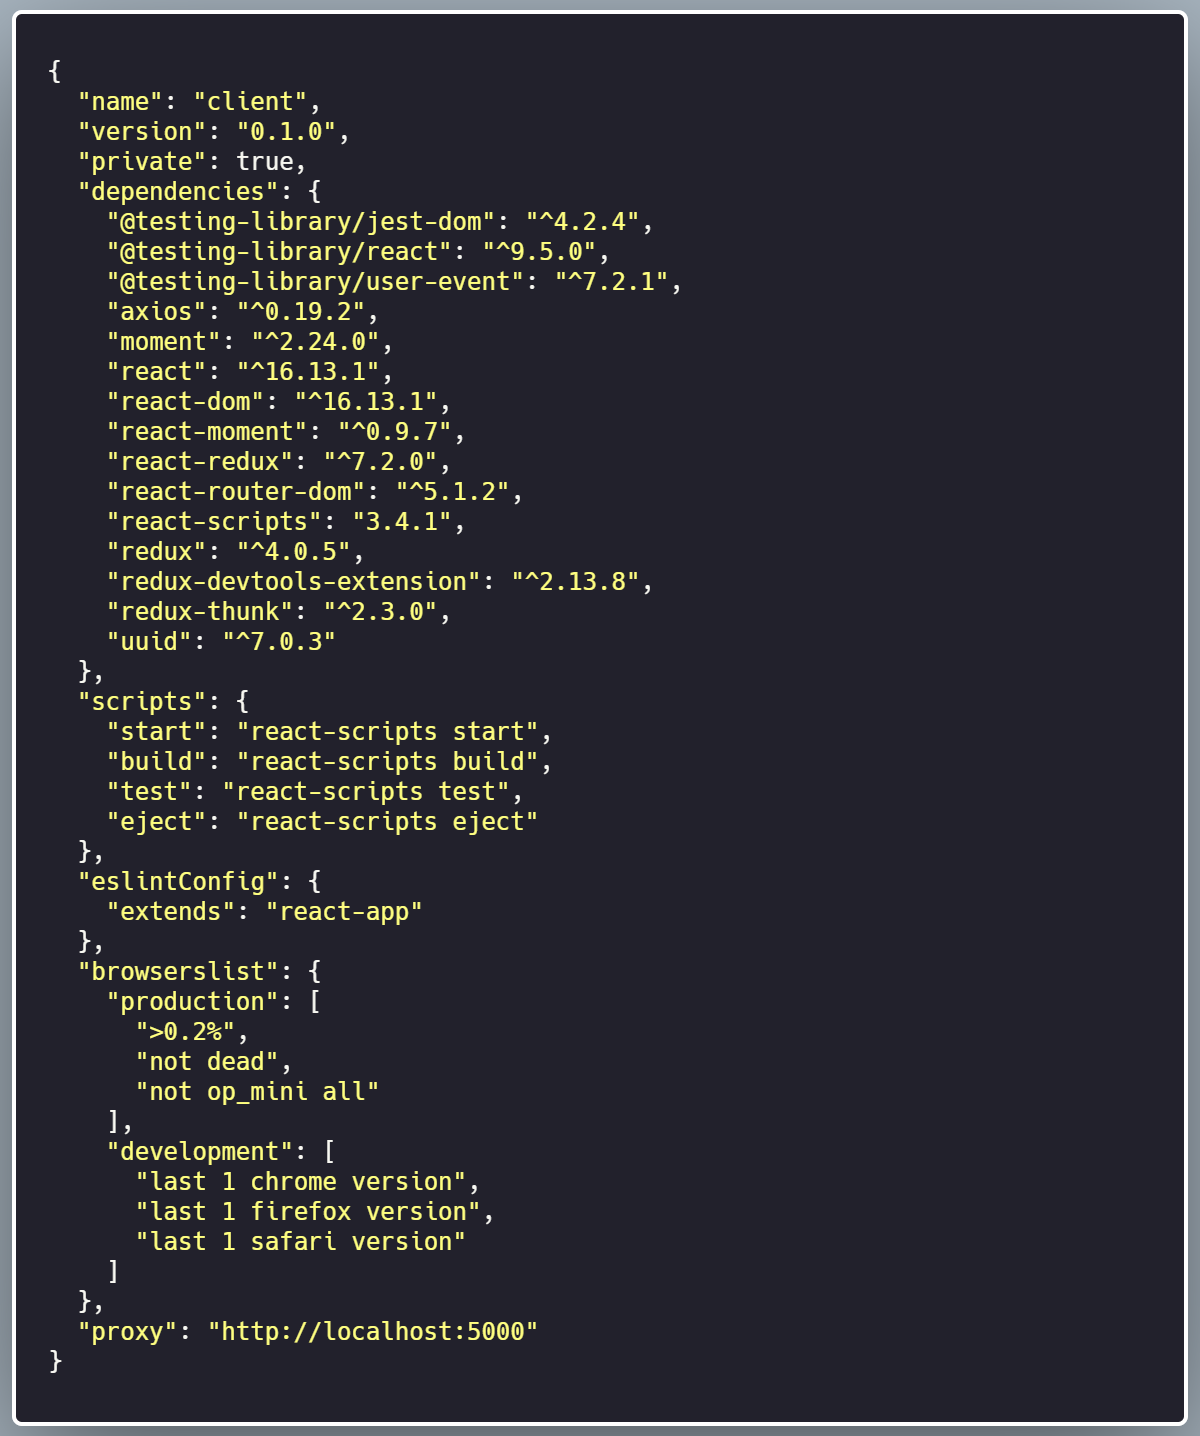 {
  "name": "client",
  "version": "0.1.0",
  "private": true,
  "dependencies": {
    "@testing-library/jest-dom": "^4.2.4",
    "@testing-library/react": "^9.5.0",
    "@testing-library/user-event": "^7.2.1",
    "axios": "^0.19.2",
    "moment": "^2.24.0",
    "react": "^16.13.1",
    "react-dom": "^16.13.1",
    "react-moment": "^0.9.7",
    "react-redux": "^7.2.0",
    "react-router-dom": "^5.1.2",
    "react-scripts": "3.4.1",
    "redux": "^4.0.5",
    "redux-devtools-extension": "^2.13.8",
    "redux-thunk": "^2.3.0",
    "uuid": "^7.0.3"
  },
  "scripts": {
    "start": "react-scripts start",
    "build": "react-scripts build",
    "test": "react-scripts test",
    "eject": "react-scripts eject"
  },
  "eslintConfig": {
    "extends": "react-app"
  },
  "browserslist": {
    "production": [
      ">0.2%",
      "not dead",
      "not op_mini all"
    ],
    "development": [
      "last 1 chrome version",
      "last 1 firefox version",
      "last 1 safari version"
    ]
  },
  "proxy": "http://localhost:5000"
}